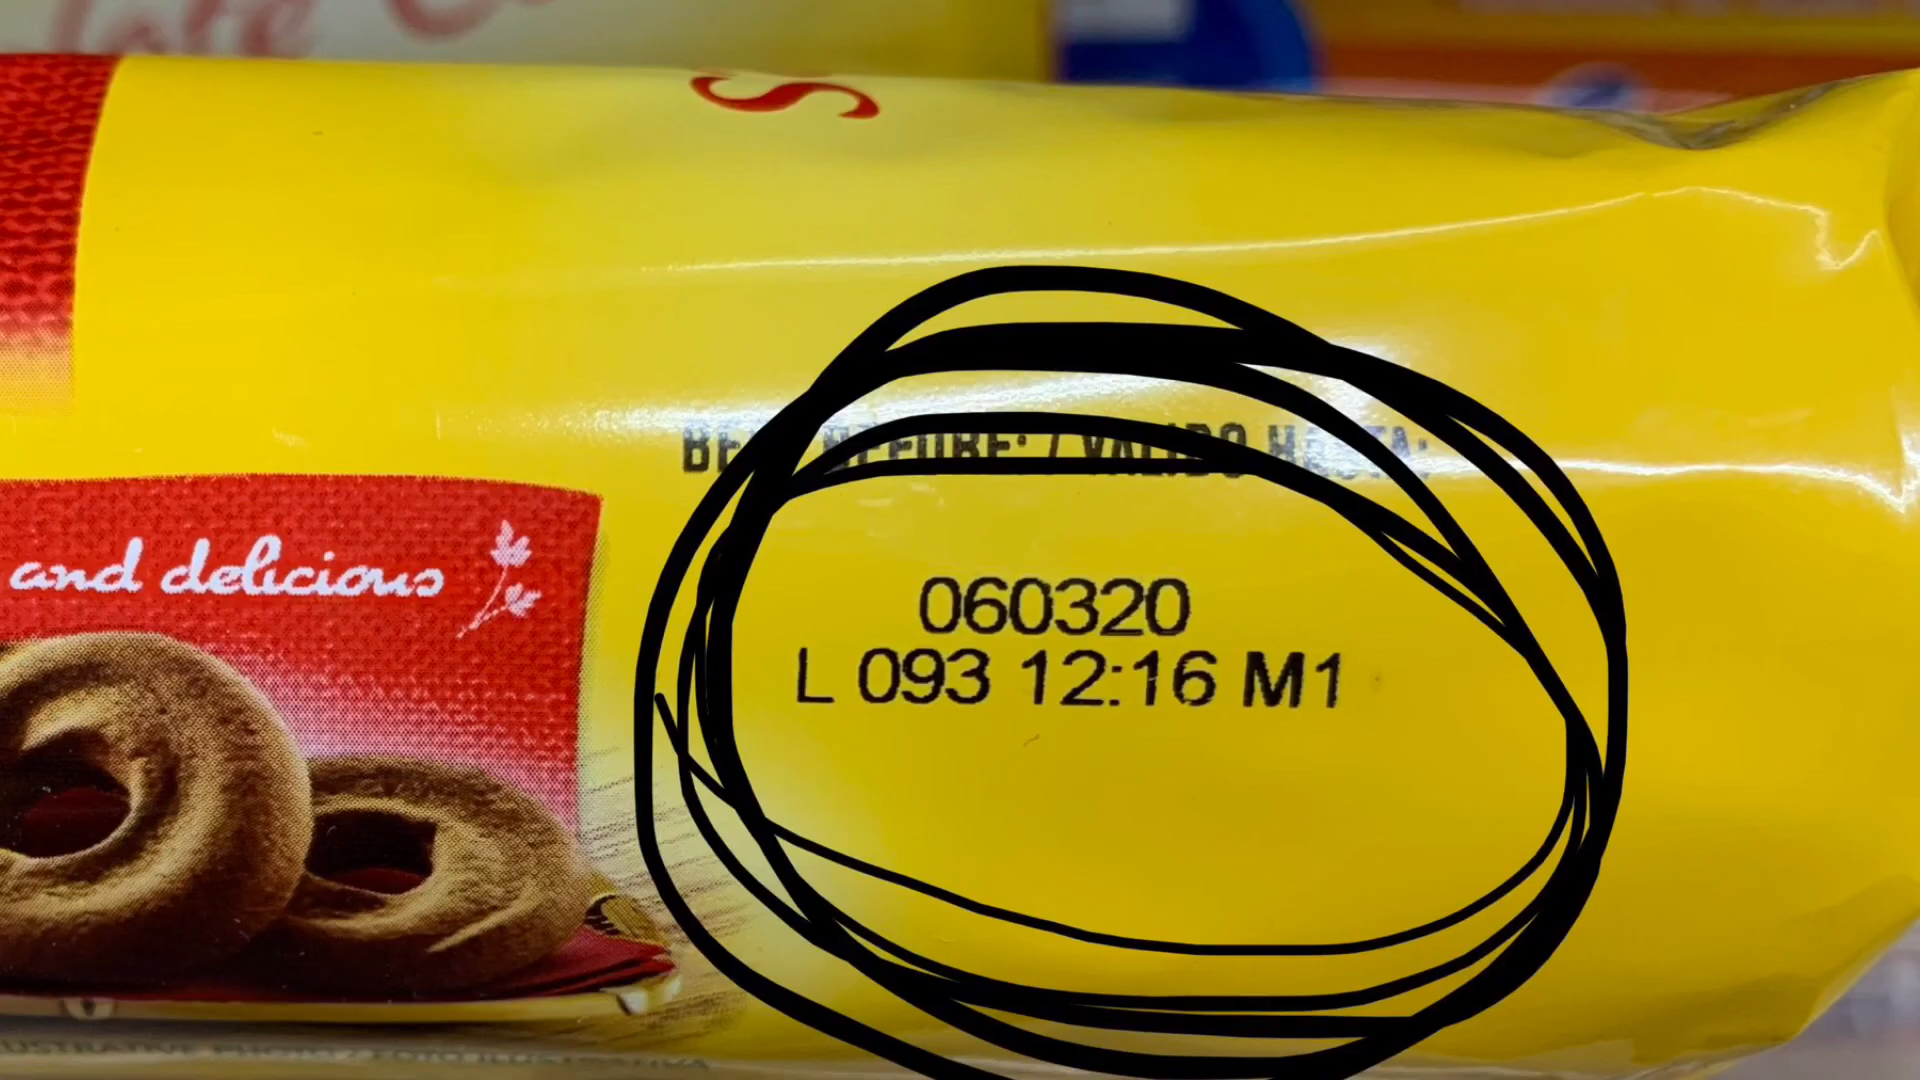 and delicious
BEST BEFORE: / VALIDO HASTA:
060320
L 093 12:16 M1